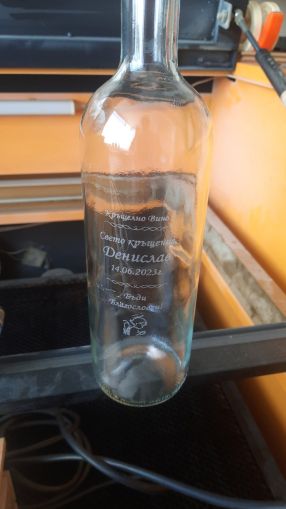 Кръщелно Вино
Свето кръщение
Денислав
14.06.2023г.
Бъди
Благословен!